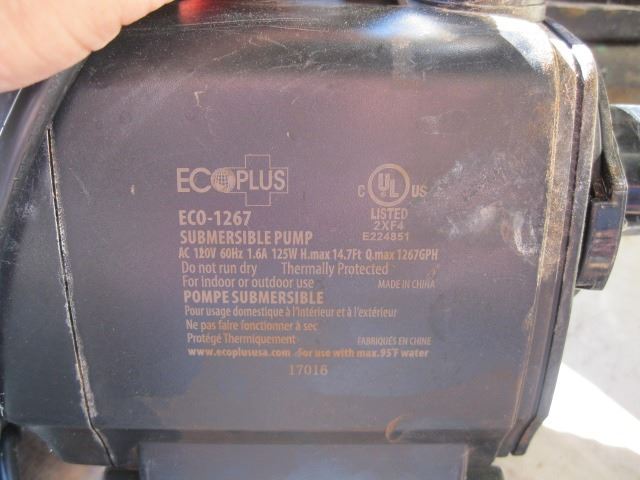 ECOPLUS
C UL US
LISTED
2XF4
E224851
ECO-1267
SUBMERSIBLE PUMP
AC 120V 60Hz 1.6A 125W H.max 14.7Ft Q.max 1267GPH
Do not run dry Thermally Protected
For indoor or outdoor use MADE IN CHINA
POMPE SUBMERSIBLE
Pour usage domestique à l'intérieur et à l'extérieur
Ne pas faire fonctionner à sec
Protégé Thermiquement FABRIQUÉS EN CHINE
www.ecoplususa.com For use with max.95°F water
17016